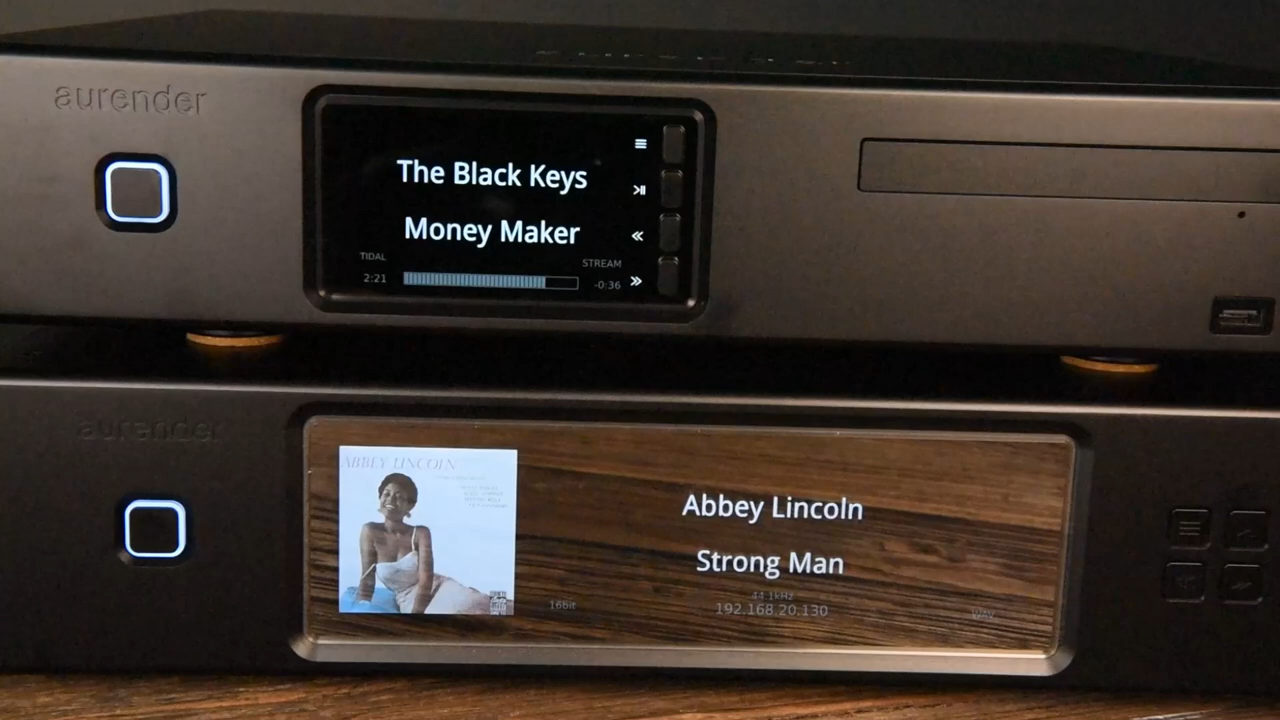 aurender
The Black Keys
Money Maker
TIDAL
STREAM
2:21
-0:36
aurender
ABBEY LINCOLN
Abbey Lincoln
Strong Man
16bit
44.1kHz
192.168.20.130
WAV